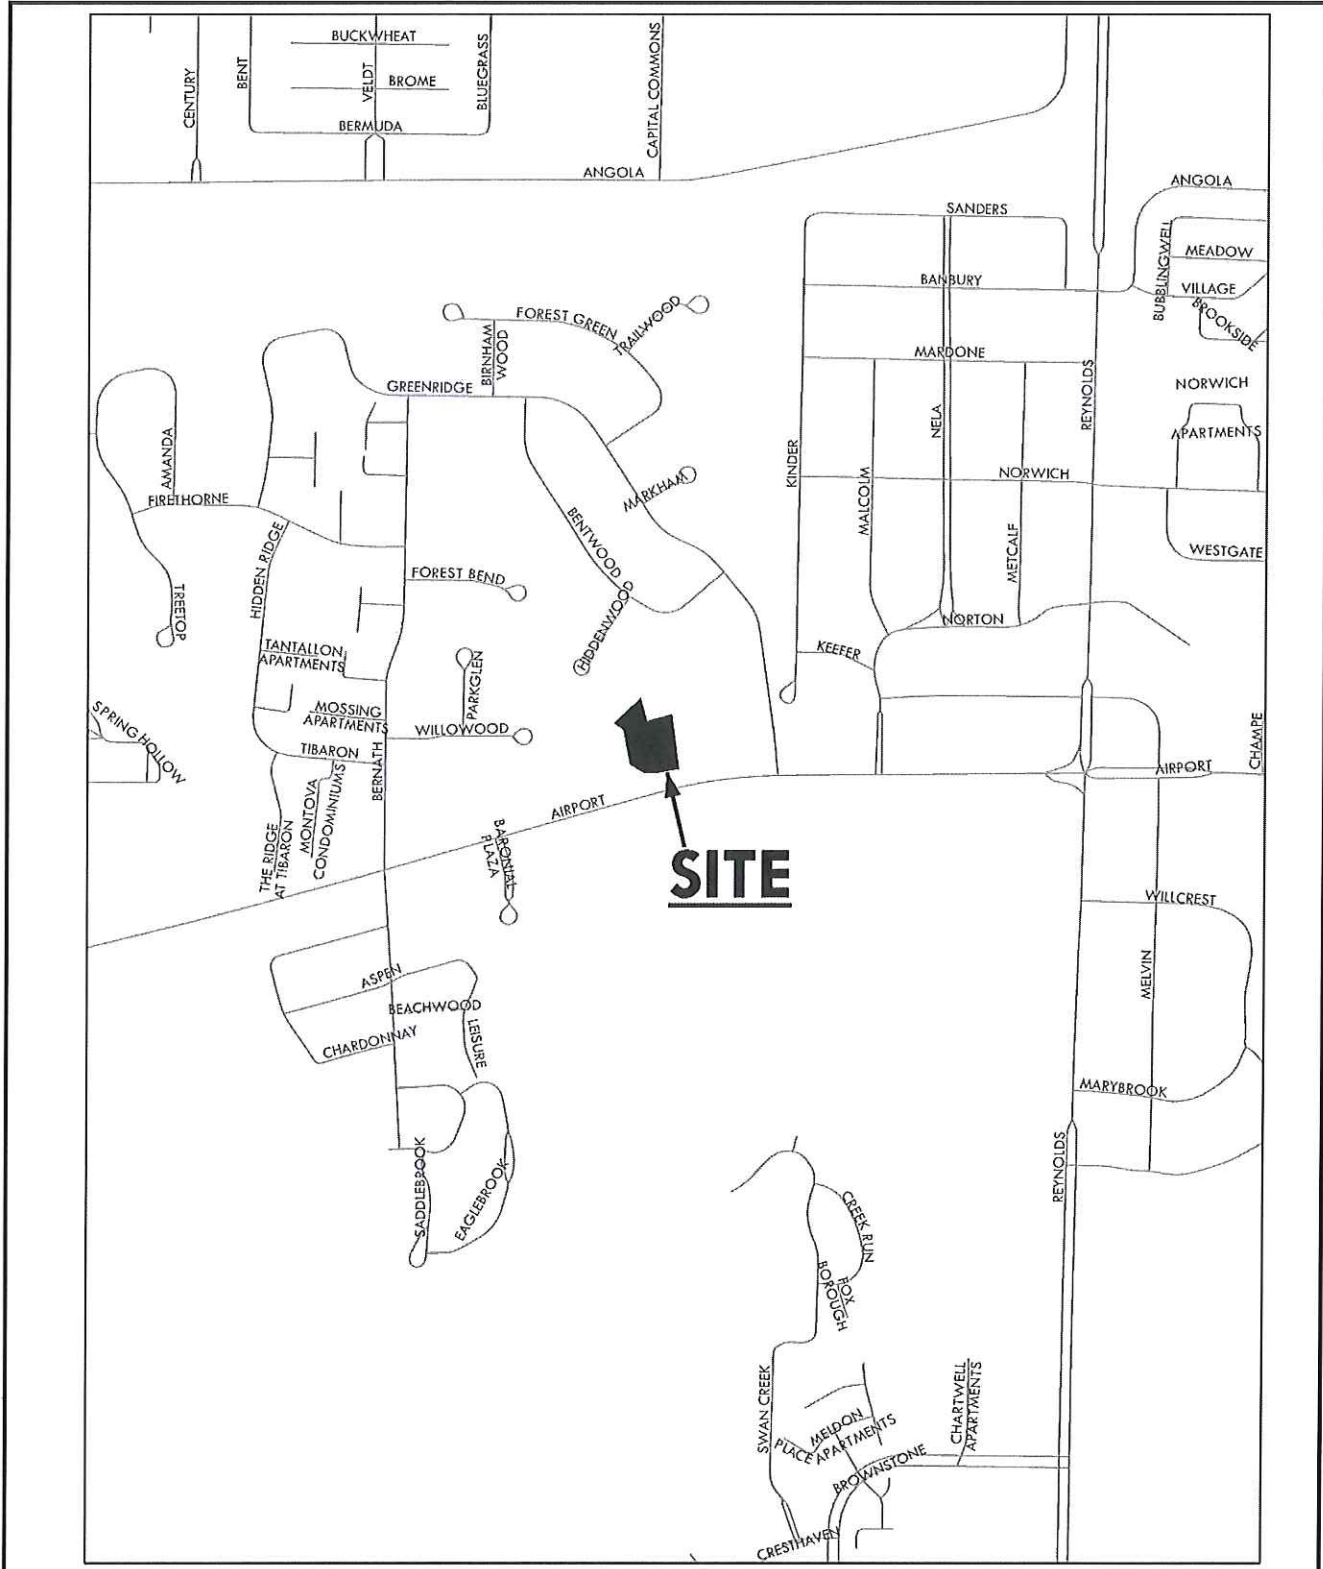 BUCKWHEAT
CENTURY
BENT
VELDT
BROME
BLUEGRASS
CAPITAL COMMONS
BERMUDA
ANGOLA
ANGOLA
SANDERS
BUBBLINGWELL
MEADOW
BANBURY
VILLAGE
BROOKSIDE
FOREST GREEN
TRAILWOOD
BIRNHAM
WOOD
MARDONE
REYNOLDS
GREENRIDGE
NORWICH
APARTMENTS
NELA
AMANDA
KINDER
MALCOLM
NORWICH
FIRETHORNE
MARKHAM
BENTWOOD
HIDDEN RIDGE
METCALF
WESTGATE
FOREST BEND
TREETOP
HIDDENWOOD
NORTON
TANTALLON
APARTMENTS
PARKGLEN
KEEFER
SPRING HOLLOW
MOSSING
APARTMENTS
WILLOWOOD
TIBARON
BERNATH
CHAMPE
AIRPORT
AIRPORT
MONTOVA
CONDOMINIUMS
THE RIDGE
AT TIBARON
BARONIAL
PLAZA
SITE
WILLCREST
MELVIN
ASPEN
BEACHWOOD
LEISURE
CHARDONNAY
MARYBROOK
SADDLEBROOK
EAGLEBROOK
REYNOLDS
CREEK RUN
FOX
BOROUGH
SWAN CREEK
MELDON
PLACE APARTMENTS
CHARTWELL
APARTMENTS
BROWNSTONE
CRESTHAVEN